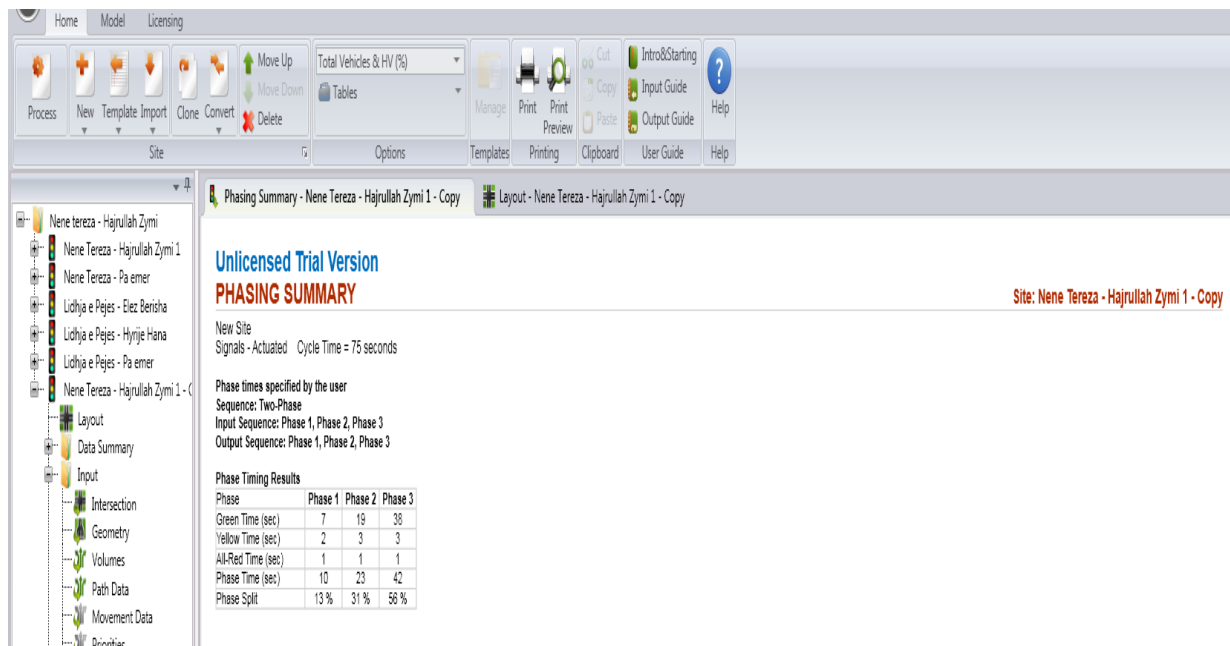 Home Model Licensing
Process New Template Import Clone Convert
Move Up
Move Down
Delete
Site
Total Vehicles & HV (%)
Tables
Options
Manage
Templates
Print Print Preview
Printing
Cut
Copy
Paste
Clipboard
Intro&Starting
Input Guide
Output Guide
User Guide
?
Help
Help
Nene tereza - Hajrullah Zymi
Nene Tereza - Hajrullah Zymi 1
Nene Tereza - Pa emer
Lidhja e Pejes - Elez Berisha
Lidhja e Pejes - Hyrije Hana
Lidhja e Pejes - Pa emer
Nene Tereza - Hajrullah Zymi 1 -
Layout
Data Summary
Input
Intersection
Geometry
Volumes
Path Data
Movement Data
Priorities
Phasing Summary - Nene Tereza - Hajrullah Zymi 1 - Copy Layout - Nene Tereza - Hajrullah Zymi 1 - Copy
Unlicensed Trial Version
PHASING SUMMARY Site: Nene Tereza - Hajrullah Zymi 1 - Copy
New Site
Signals - Actuated Cycle Time = 75 seconds
Phase times specified by the user
Sequence: Two-Phase
Input Sequence: Phase 1, Phase 2, Phase 3
Output Sequence: Phase 1, Phase 2, Phase 3
Phase Timing Results
Phase Phase 1 Phase 2 Phase 3
Green Time (sec) 7 19 38
Yellow Time (sec) 2 3 3
All-Red Time (sec) 1 1 1
Phase Time (sec) 10 23 42
Phase Split 13 % 31 % 56 %